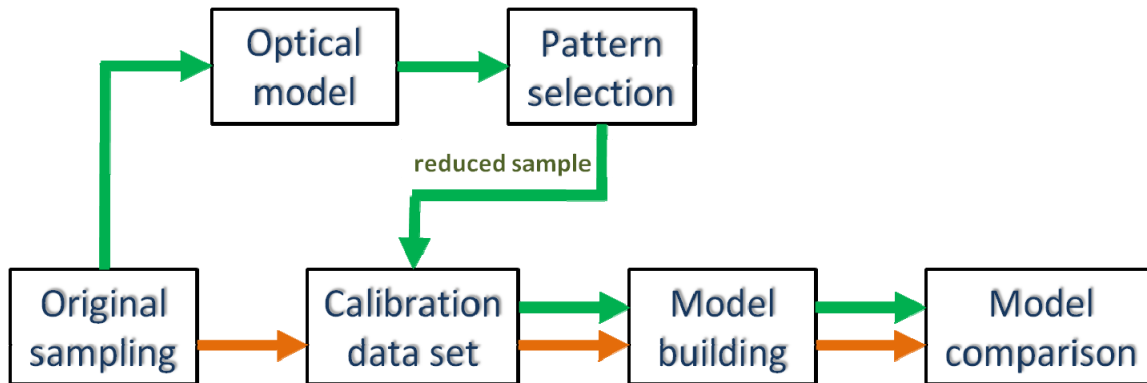 Optical
model
Pattern
selection
reduced sample
Original
sampling
Calibration
data set
Model
building
Model
comparison